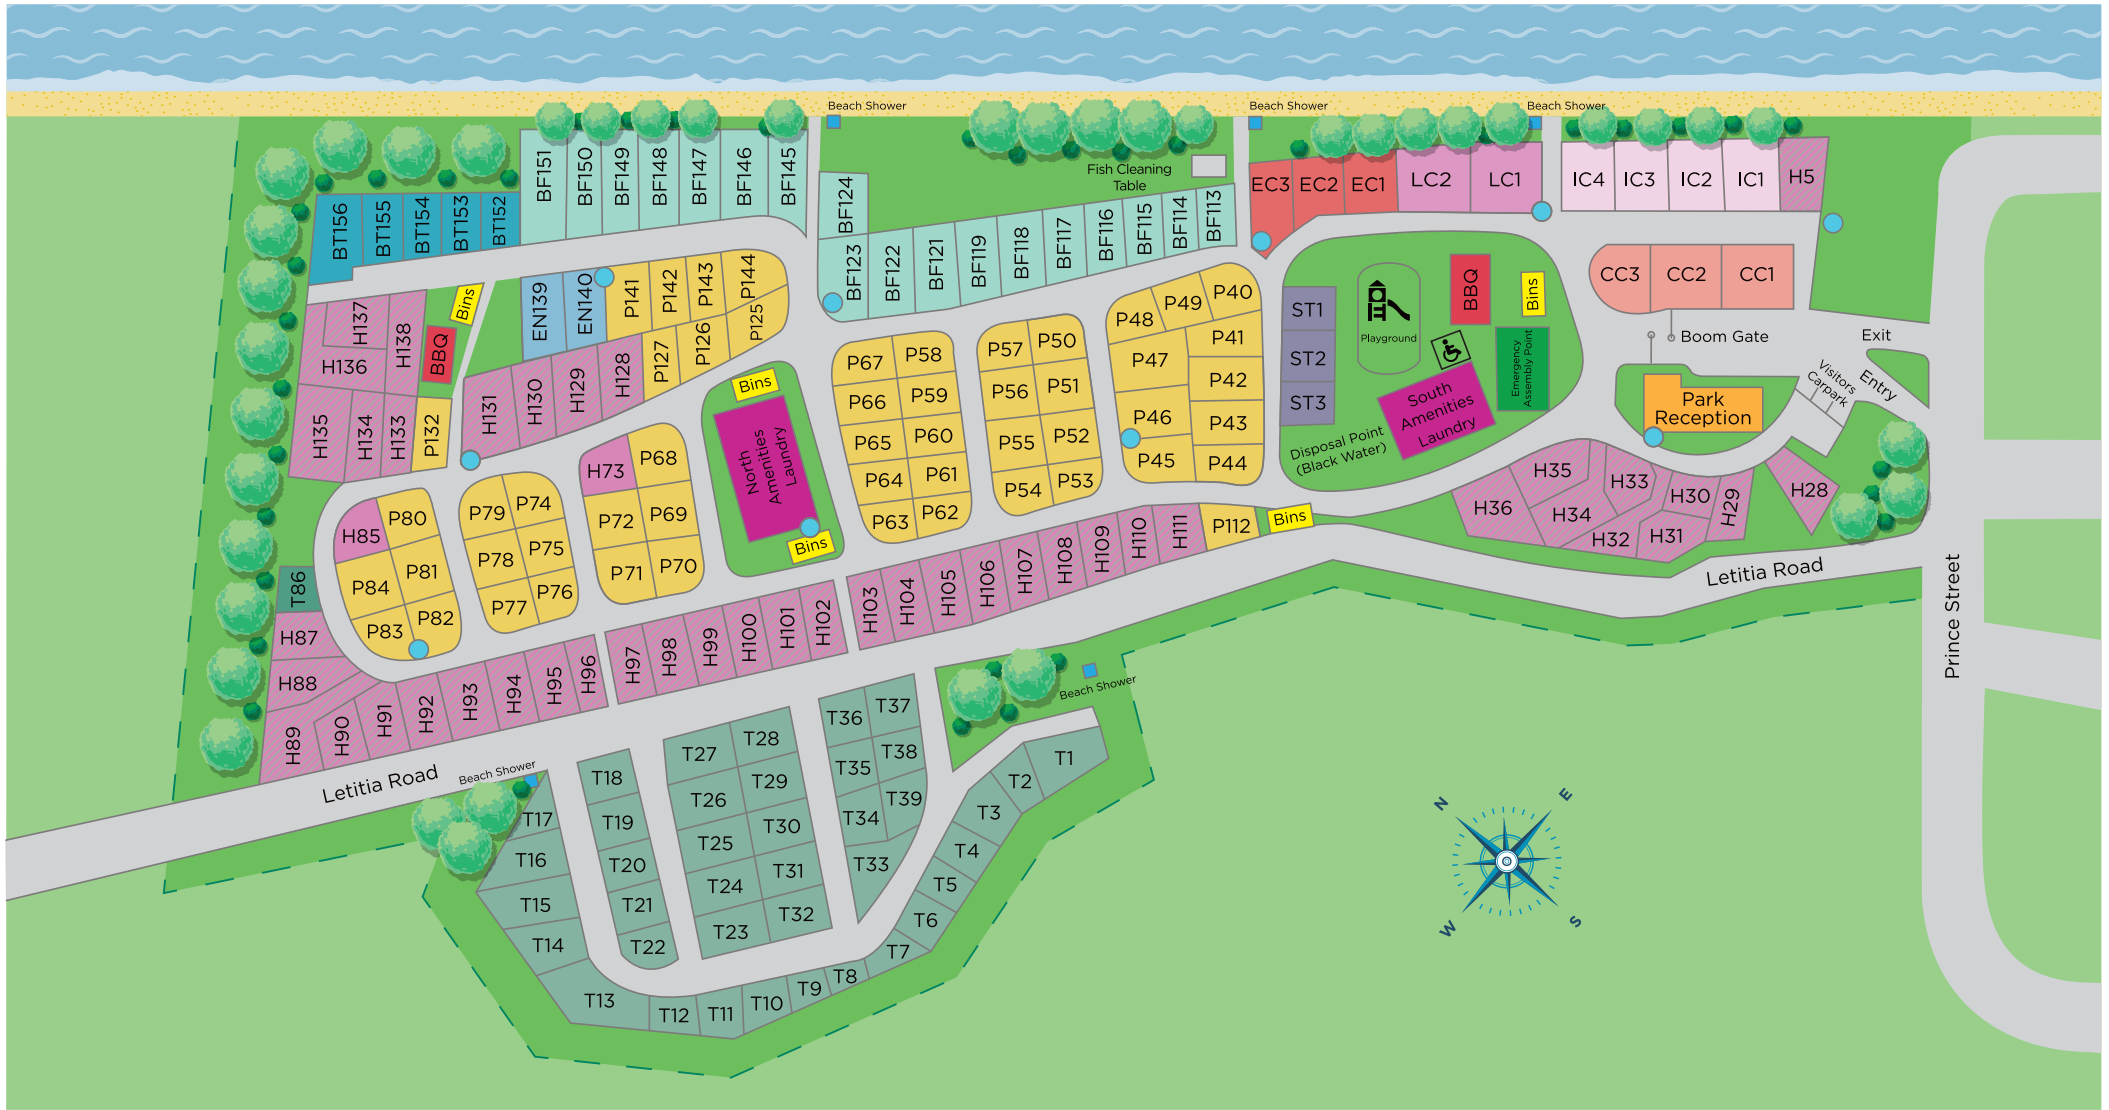 Beach Shower
Beach Shower
Beach Shower
Fish Cleaning
Table
BT156
BT155
BT154
BT153
BT152
BF151
BF150
BF149
BF148
BF147
BF146
BF145
BF124
BF123
BF122
BF121
BF119
BF118
BF117
BF116
BF115
BF114
BF113
EC3
EC2
EC1
LC2
LC1
IC4
IC3
IC2
IC1
H5
CC3
CC2
CC1
Boom Gate
Exit
Entry
Visitors
Carpark
Park
Reception
ST1
ST2
ST3
Playground
BBQ
Bins
Emergency
Assembly Point
South
Amenities
Laundry
Disposal Point
(Black Water)
H137
H138
H136
H135
H134
H133
P132
BBQ
Bins
EN139
EN140
P141
P142
P143
P144
P125
P126
P127
H128
H129
H130
H131
Bins
North
Amenities
Laundry
Bins
P67
P58
P66
P59
P65
P60
P64
P61
P63
P62
P57
P50
P56
P51
P55
P52
P54
P53
P48
P49
P40
P47
P41
P42
P46
P43
P45
P44
H73
P68
P72
P69
P71
P70
P79
P74
P78
P75
P77
P76
H85
P80
P84
P81
P83
P82
T86
H87
H88
H89
H90
H91
H92
H93
H94
H95
H96
H97
H98
H99
H100
H101
H102
H103
H104
H105
H106
H107
H108
H109
H110
H111
P112
Bins
H36
H35
H34
H33
H32
H31
H30
H29
H28
Letitia Road
Prince Street
Letitia Road
Beach Shower
Beach Shower
T17
T16
T15
T14
T13
T12
T11
T10
T9
T8
T7
T6
T5
T4
T3
T2
T1
T18
T19
T20
T21
T22
T27
T28
T26
T29
T25
T30
T24
T31
T23
T32
T36
T37
T35
T38
T34
T39
T33
N
E
W
S